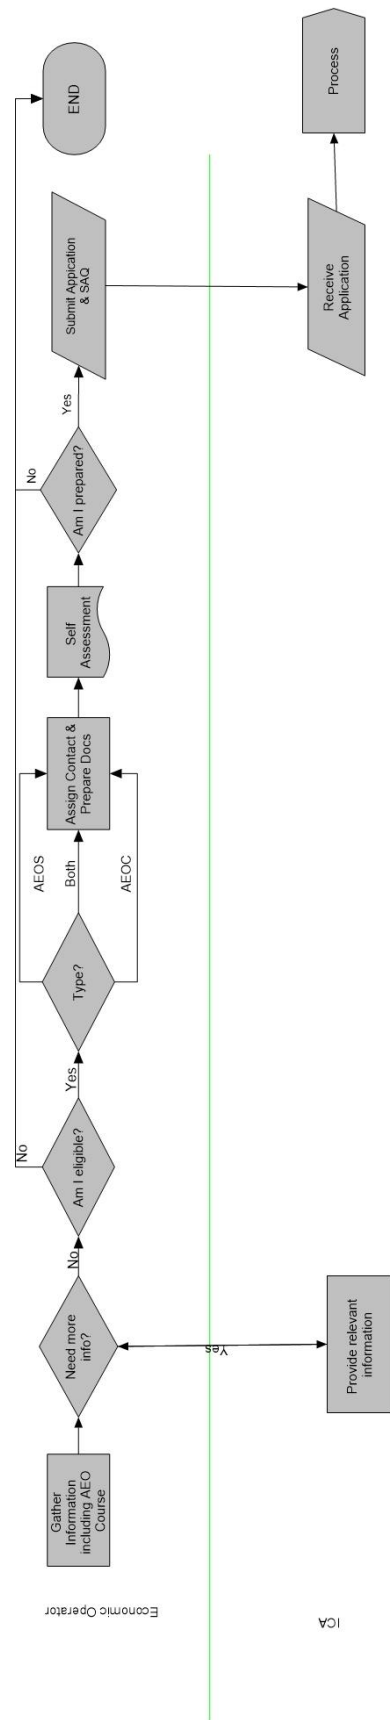 Economic Operator
Gather
Information
including AEO
Course
Need more
info?
No
Am I eligible?
No
Yes
Type?
AEOS
Both
AEOC
Assign Contact &
Prepare Docs
Self
Assessment
Am I prepared?
No
Yes
Submit Appication
& SAQ
END
ICA
Yes
Provide relevant
information
Receive
Application
Process